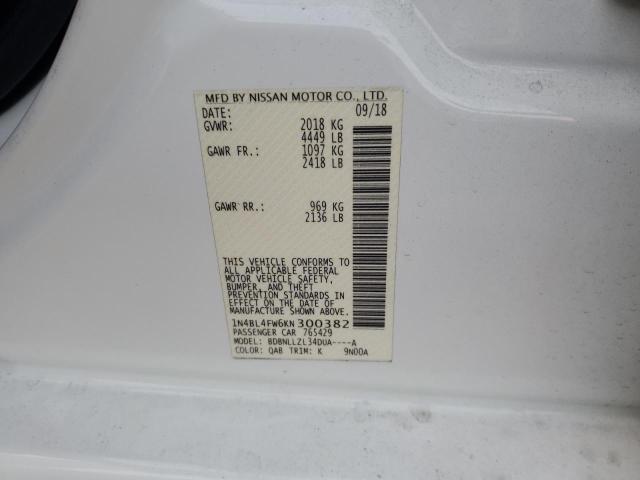 MFD BY NISSAN MOTOR CO., LTD.
DATE: 09/18
GVWR: 2018 KG
4449 LB
GAWR FR.: 1097 KG
2418 LB
GAWR RR.: 969 KG
2136 LB
THIS VEHICLE CONFORMS TO
ALL APPLICABLE FEDERAL
MOTOR VEHICLE SAFETY,
BUMPER, AND THEFT
PREVENTION STANDARDS IN
EFFECT ON THE DATE OF
MANUFACTURE SHOWN ABOVE.
1N4BL4FW6KN300382
PASSENGER CAR 765429
MODEL: BDBNLLZL34DUA----A
COLOR: QAB TRIM: K 9N00A